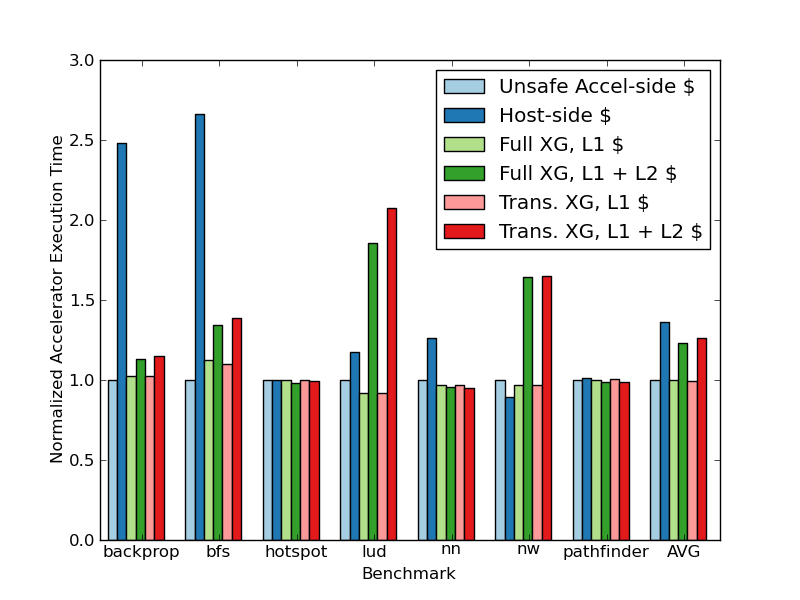 3.0
2.5
2.0
1.5
1.0
0.5
0.0
Normalized Accelerator Execution Time
Unsafe Accel-side $
Host-side $
Full XG, L1 $
Full XG, L1 + L2 $
Trans. XG, L1 $
Trans. XG, L1 + L2 $
backprop
bfs
hotspot
lud
nn
nw
pathfinder
AVG
Benchmark